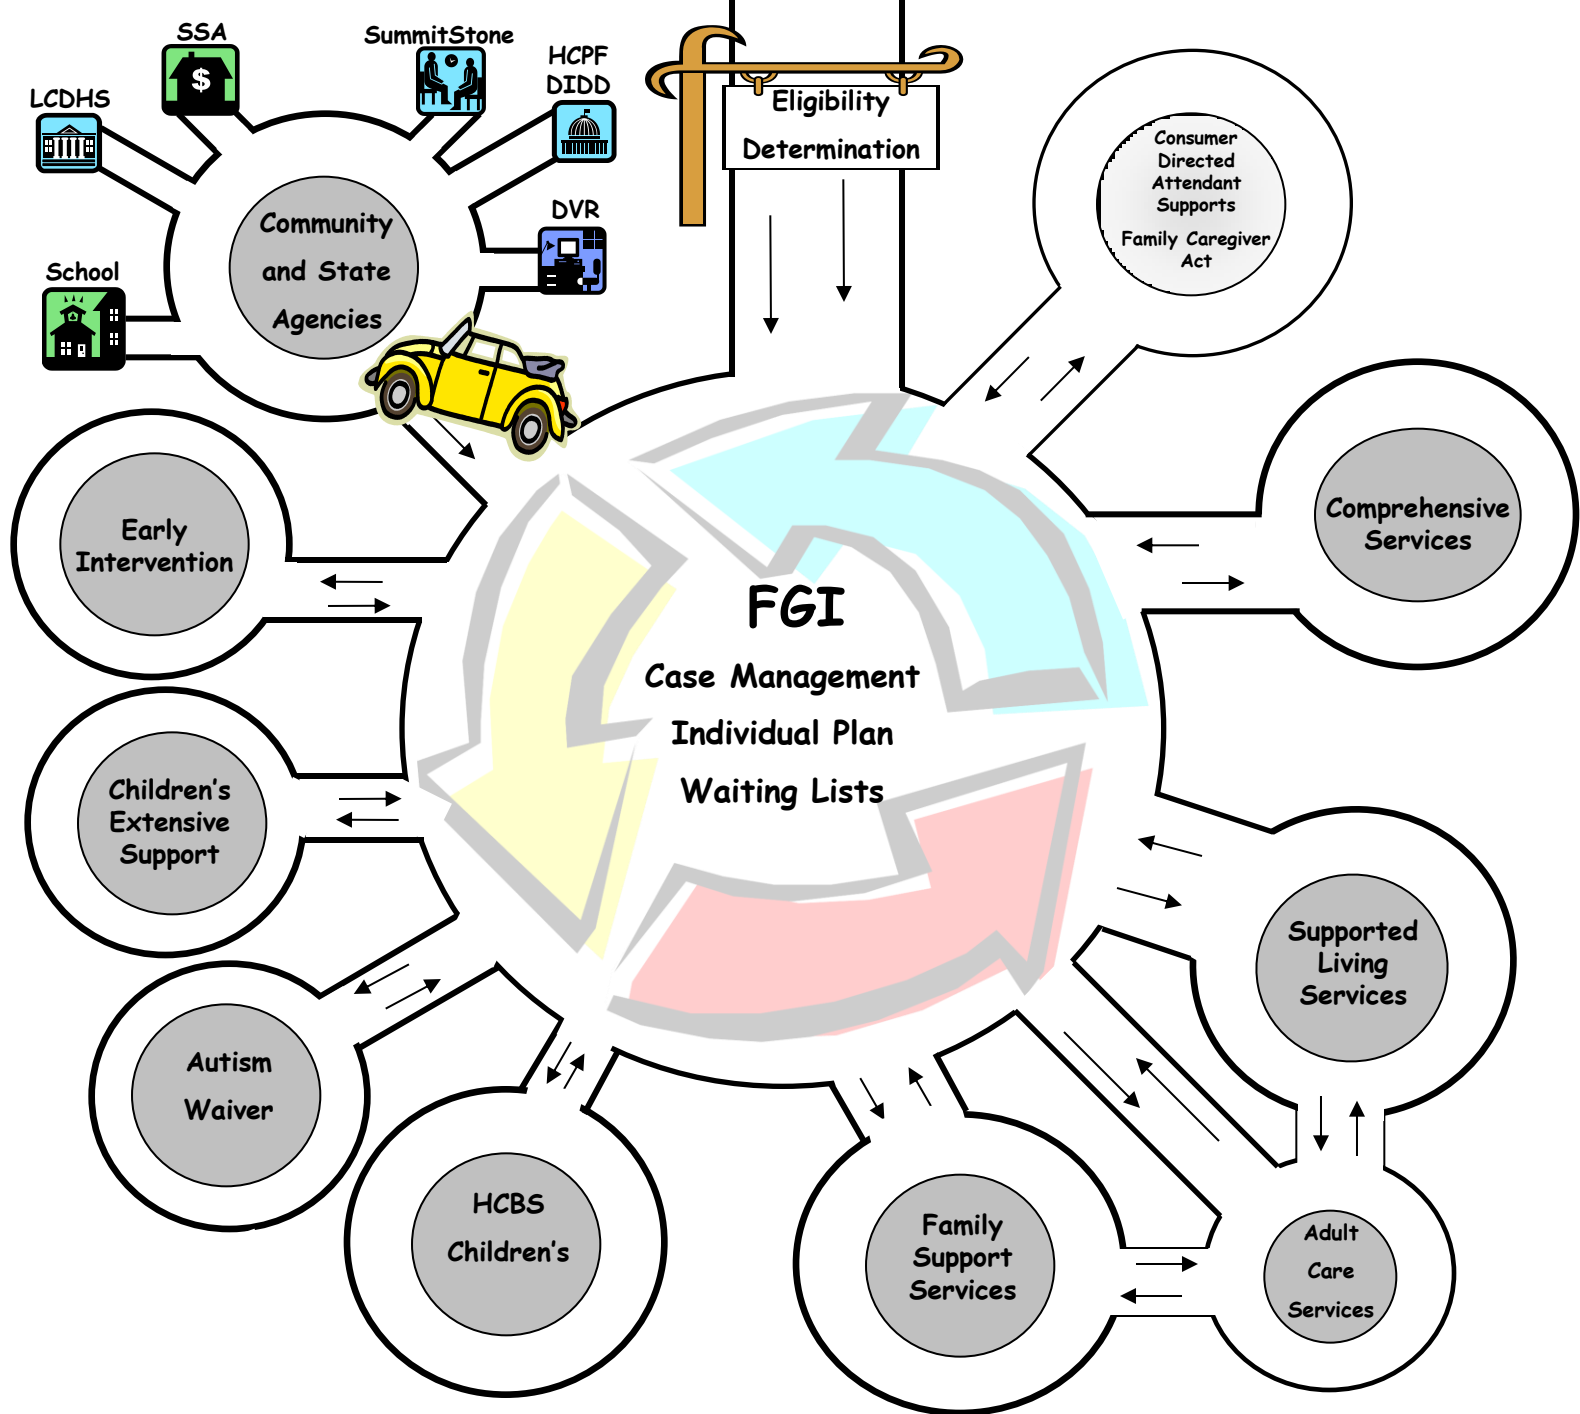 SSA
SummitStone
HCPF
DIDD
LCDHS
$
Eligibility
Determination
Consumer
Directed
Attendant
Supports
Family Caregiver
Act
Community
and State
Agencies
DVR
School
Early
Intervention
Comprehensive
Services
FGI
Case Management
Individual Plan
Waiting Lists
Children's
Extensive
Support
Supported
Living
Services
Autism
Waiver
HCBS
Children's
Family
Support
Services
Adult
Care
Services